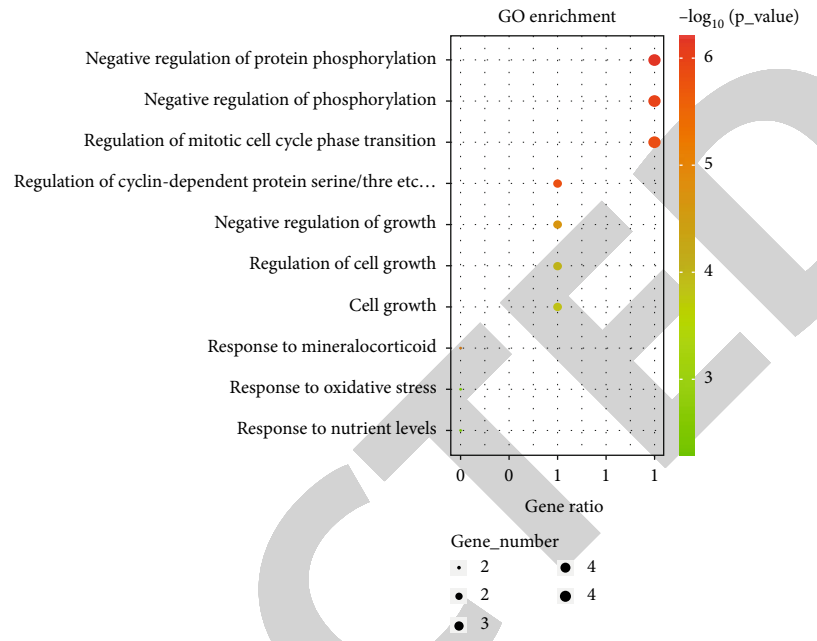 GO enrichment
–log10 (p_value)
Negative regulation of protein phosphorylation
Negative regulation of phosphorylation
Regulation of mitotic cell cycle phase transition
Regulation of cyclin-dependent protein serine/thre etc…
Negative regulation of growth
Regulation of cell growth
Cell growth
Response to mineralocorticoid
Response to oxidative stress
Response to nutrient levels
6
5
4
3
0 0 1 1 1
Gene ratio
Gene_number
2 4
2 4
3
CTED